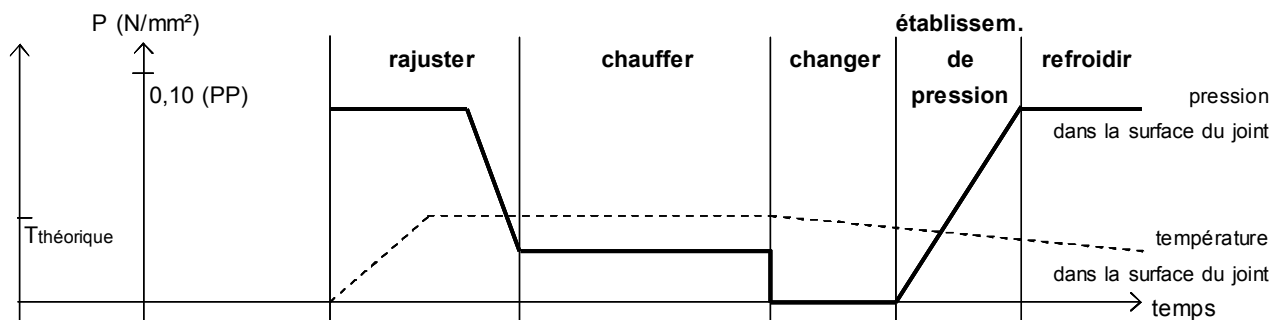 P (N/mm²)
0,10 (PP)
Tthéorique
rajuster
chauffer
changer
établissem.
de
pression
refroidir
pression
dans la surface du joint
température
dans la surface du joint
temps